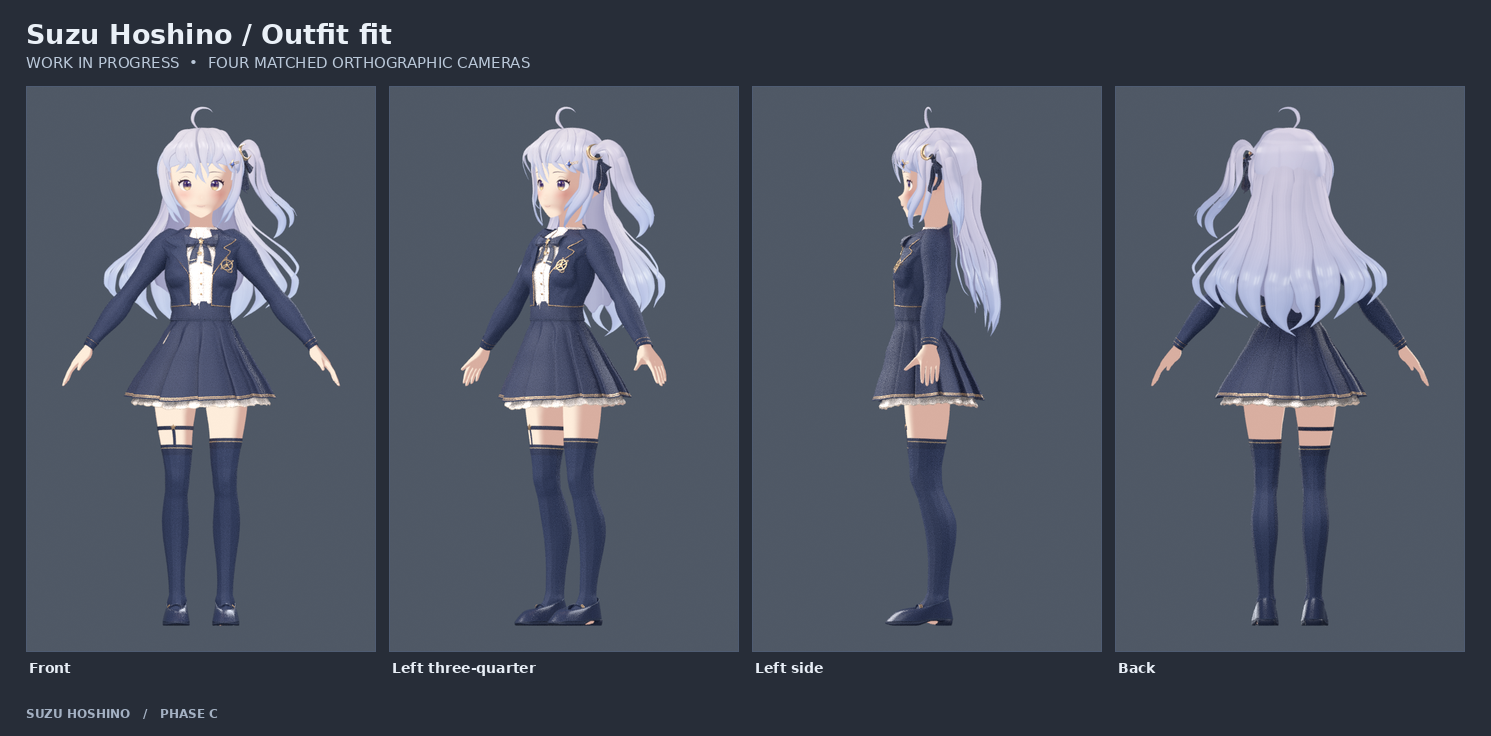 Suzu Hoshino / Outfit fit
WORK IN PROGRESS • FOUR MATCHED ORTHOGRAPHIC CAMERAS
Front
Left three-quarter
Left side
Back
SUZU HOSHINO / PHASE C